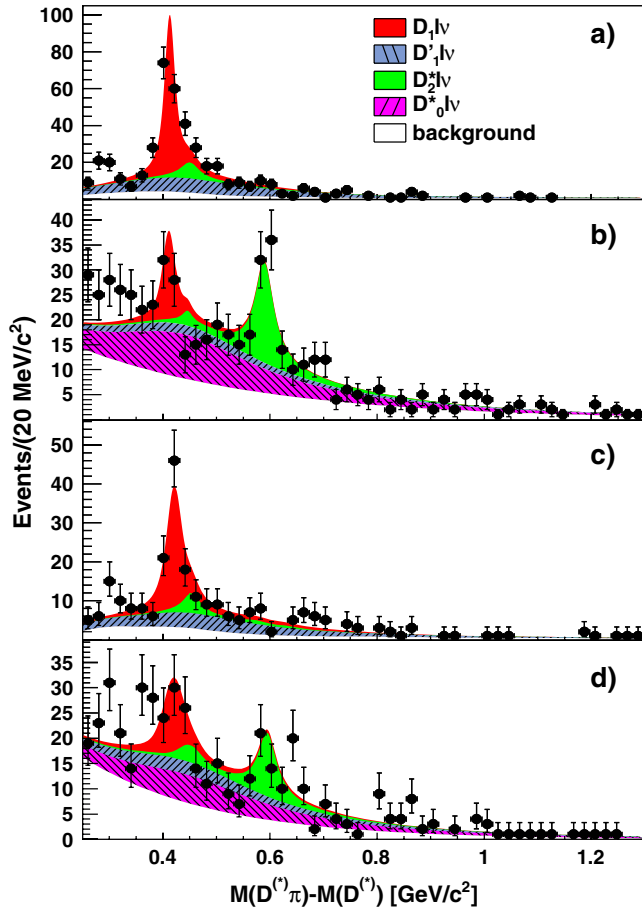 D₁lν
D'₁lν
D₂*lν
D*₀lν
background
a)
100
80
60
40
20
b)
40
35
30
25
20
15
10
5
c)
50
40
30
20
10
d)
35
30
25
20
15
10
5
0
0.4 0.6 0.8 1 1.2
Events/(20 MeV/c²)
M(D⁽*⁾π)-M(D⁽*⁾) [GeV/c²]